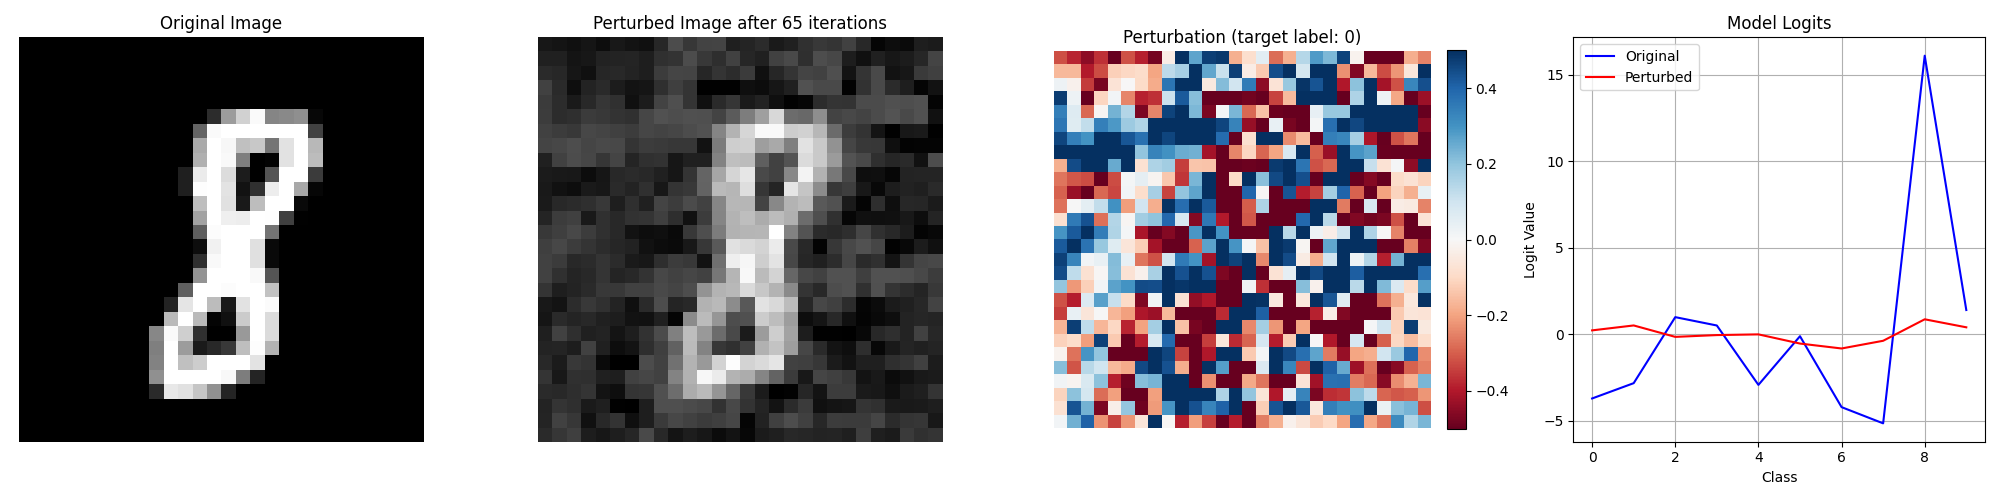 Original Image
Perturbed Image after 65 iterations
Perturbation (target label: 0)
0.4
0.2
0.0
−0.2
−0.4
Model Logits
Original
Perturbed
Logit Value
15
10
5
0
−5
0
2
4
6
8
Class